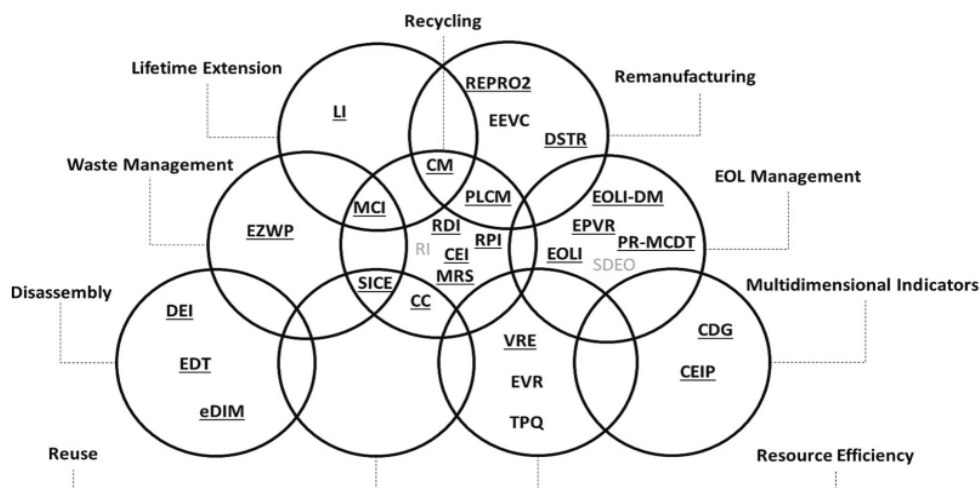 Recycling
Lifetime Extension
REPRO2
Remanufacturing
LI
EEVC
DSTR
Waste Management
CM
EOL Management
MCI
PLCM
EOLI-DM
EZWP
RDI
EPVR
RI
RPI
PR-MCDT
CEI
EOLI
SDEO
MRS
SICE
Disassembly
CC
Multidimensional Indicators
DEI
CDG
VRE
EDT
EVR
CEIP
eDIM
TPQ
Reuse
Resource Efficiency